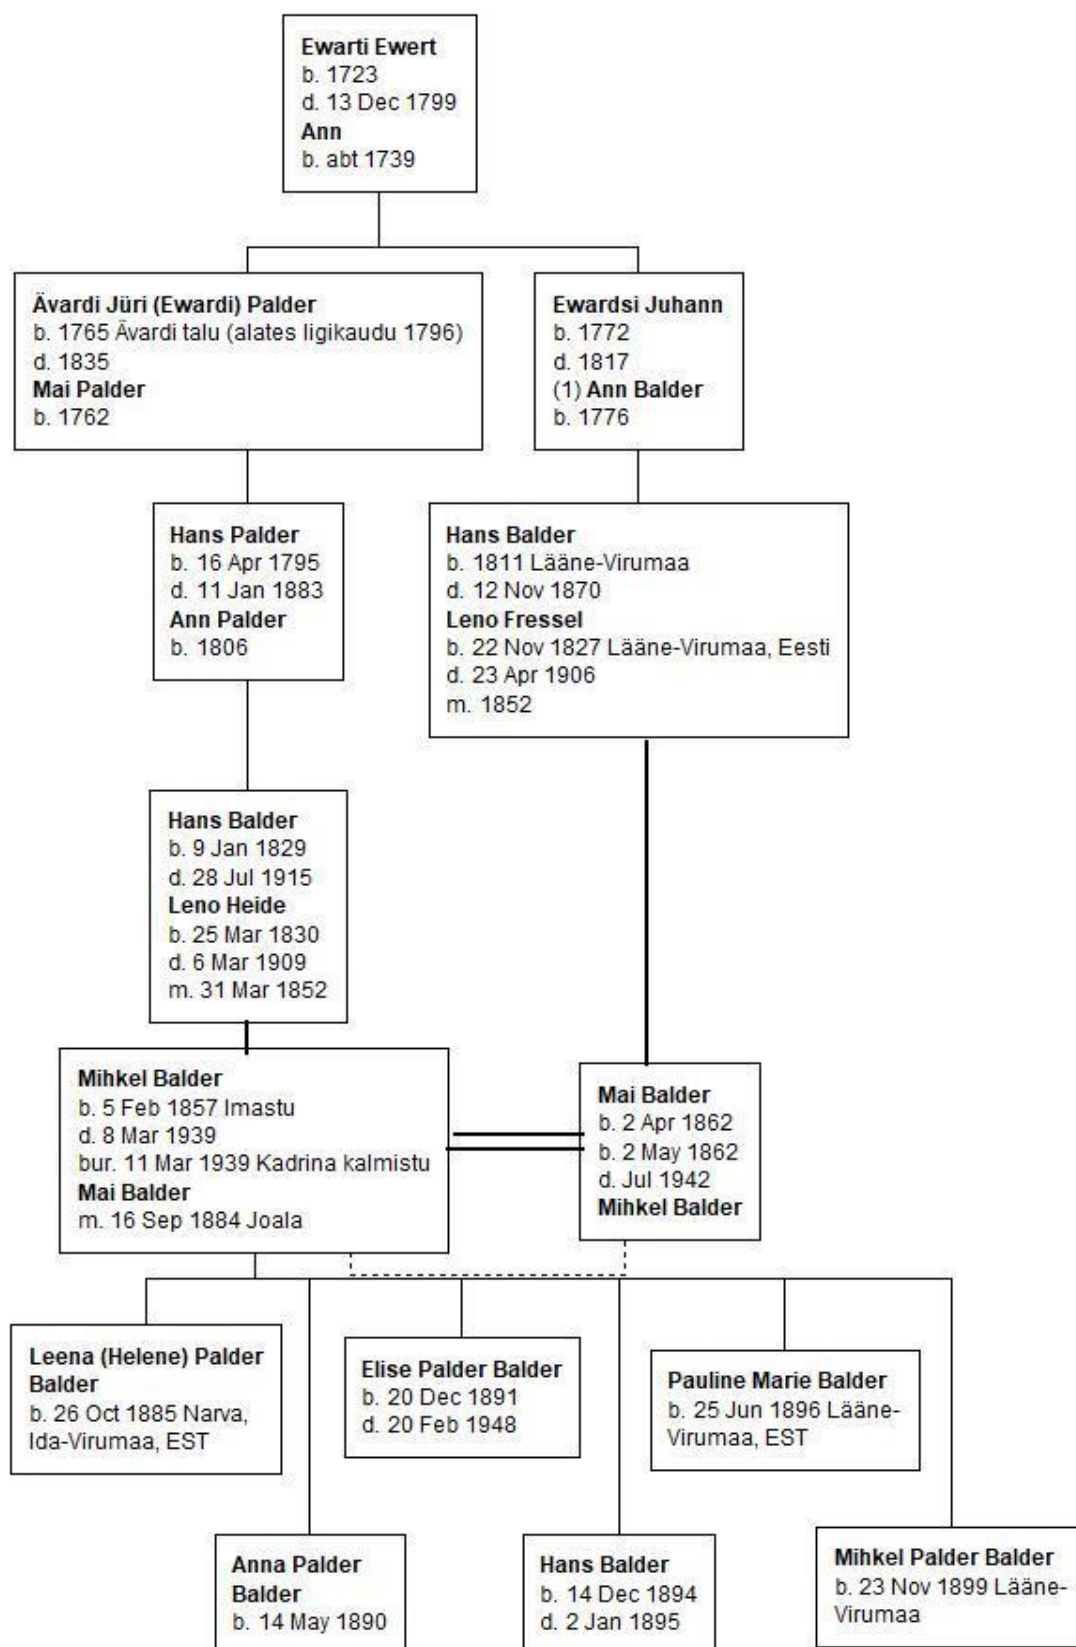 Ewarti Ewert
b. 1723
d. 13 Dec 1799
Ann
b. abt 1739
Ävardi Jüri (Ewardi) Palder
b. 1765 Ävardi talu (alates ligikaudu 1796)
d. 1835
Mai Palder
b. 1762
Ewardsi Juhann
b. 1772
d. 1817
(1) Ann Balder
b. 1776
Hans Palder
b. 16 Apr 1795
d. 11 Jan 1883
Ann Palder
b. 1806
Hans Balder
b. 1811 Lääne-Virumaa
d. 12 Nov 1870
Leno Fressel
b. 22 Nov 1827 Lääne-Virumaa, Eesti
d. 23 Apr 1906
m. 1852
Hans Balder
b. 9 Jan 1829
d. 28 Jul 1915
Leno Heide
b. 25 Mar 1830
d. 6 Mar 1909
m. 31 Mar 1852
Mihkel Balder
b. 5 Feb 1857 Imastu
d. 8 Mar 1939
bur. 11 Mar 1939 Kadrina kalmistu
Mai Balder
m. 16 Sep 1884 Joala
Mai Balder
b. 2 Apr 1862
b. 2 May 1862
d. Jul 1942
Mihkel Balder
Leena (Helene) Palder
Balder
b. 26 Oct 1885 Narva,
Ida-Virumaa, EST
Elise Palder Balder
b. 20 Dec 1891
d. 20 Feb 1948
Pauline Marie Balder
b. 25 Jun 1896 Lääne-
Virumaa, EST
Anna Palder
Balder
b. 14 May 1890
Hans Balder
b. 14 Dec 1894
d. 2 Jan 1895
Mihkel Palder Balder
b. 23 Nov 1899 Lääne-
Virumaa